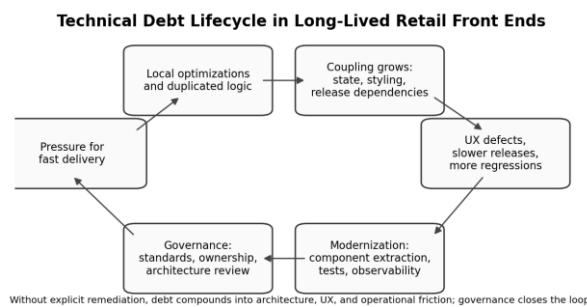 Technical Debt Lifecycle in Long-Lived Retail Front Ends
Local optimizations
and duplicated logic
Coupling grows:
state, styling,
release dependencies
UX defects,
slower releases,
more regressions
Modernization:
component extraction,
tests, observability
Governance:
standards, ownership,
architecture review
Pressure for
fast delivery
Without explicit remediation, debt compounds into architecture, UX, and operational friction; governance closes the loop